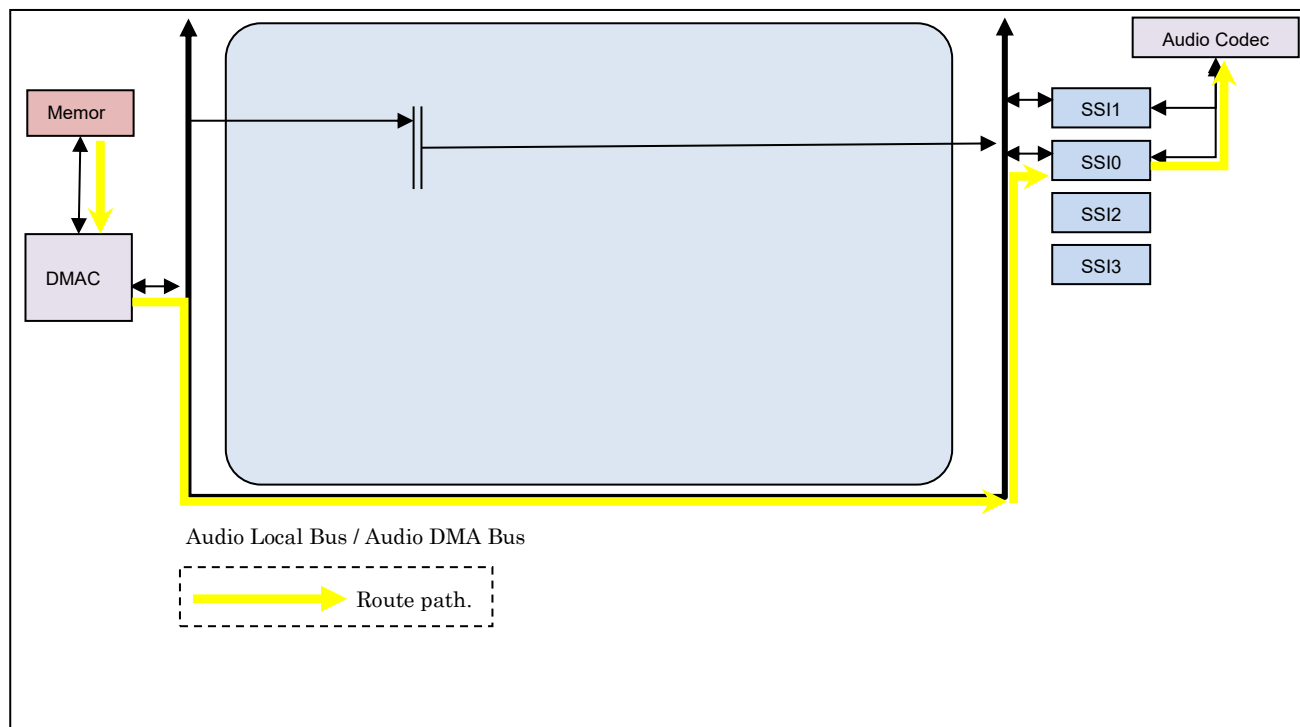 Audio Codec
Memor
SSI1
SSI0
SSI2
SSI3
DMAC
Audio Local Bus / Audio DMA Bus
Route path.